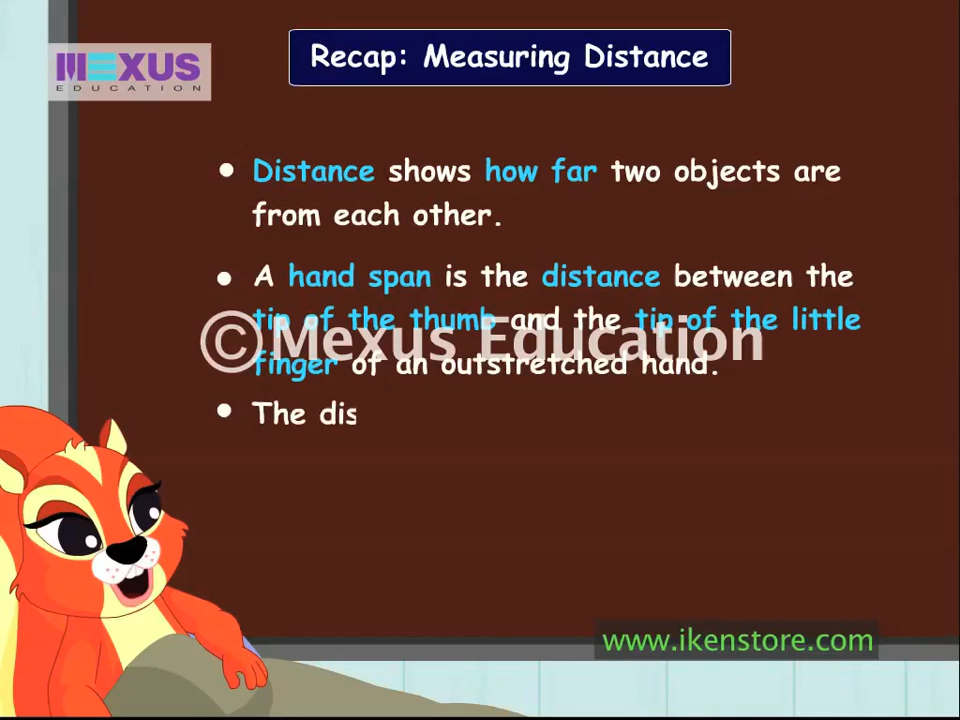 MEXUS
EDUCATION
Recap: Measuring Distance
• Distance shows how far two objects are
from each other.
• A hand span is the distance between the
tip of the thumb and the tip of the little
finger of an outstretched hand.
©Mexus Education
• The dis
www.ikenstore.com